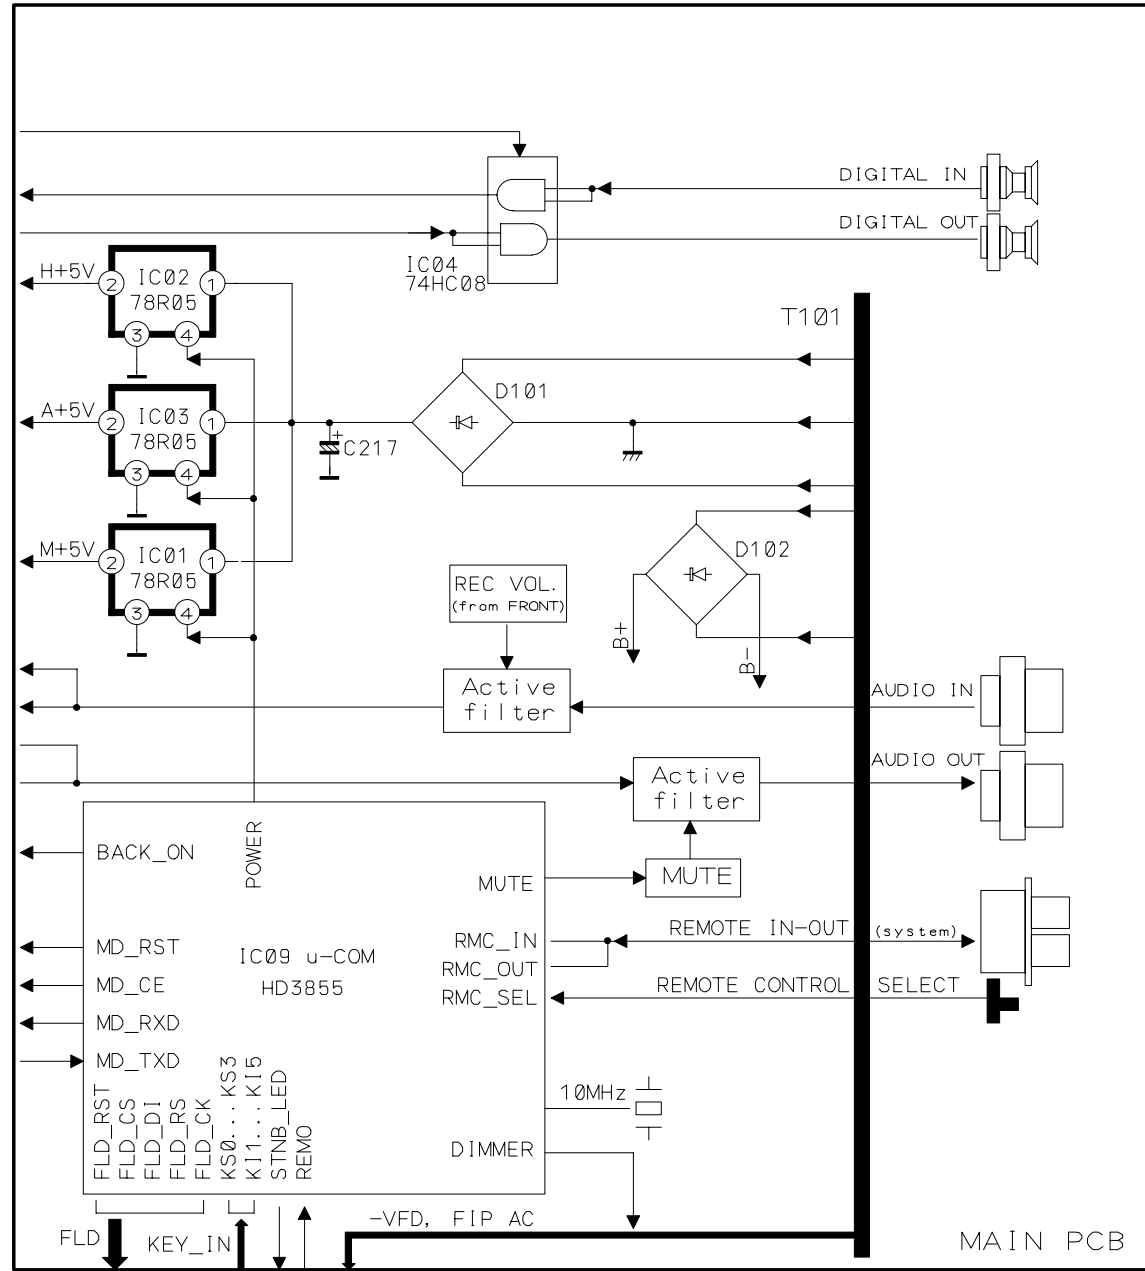 DIGITAL IN
DIGITAL OUT
IC04
74HC08
H+5V
2
IC02
78R05
1
3
4
T101
A+5V
2
IC03
78R05
1
3
4
+
C217
D101
M+5V
2
IC01
78R05
1
3
4
D102
REC VOL.
(from FRONT)
B+
B-
Active
filter
AUDIO IN
Active
filter
AUDIO OUT
BACK_ON
POWER
MUTE
MUTE
MD_RST
MD_CE
MD_RXD
MD_TXD
IC09 u-COM
HD3855
RMC_IN
RMC_OUT
RMC_SEL
REMOTE IN-OUT (system)
REMOTE CONTROL SELECT
FLD_RST
FLD_CS
FLD_DI
FLD_RS
FLD_CK
KS0...KS3
KI1...KI5
STNB_LED
REMO
10MHz
DIMMER
-VFD, FIP AC
FLD
KEY_IN
MAIN PCB